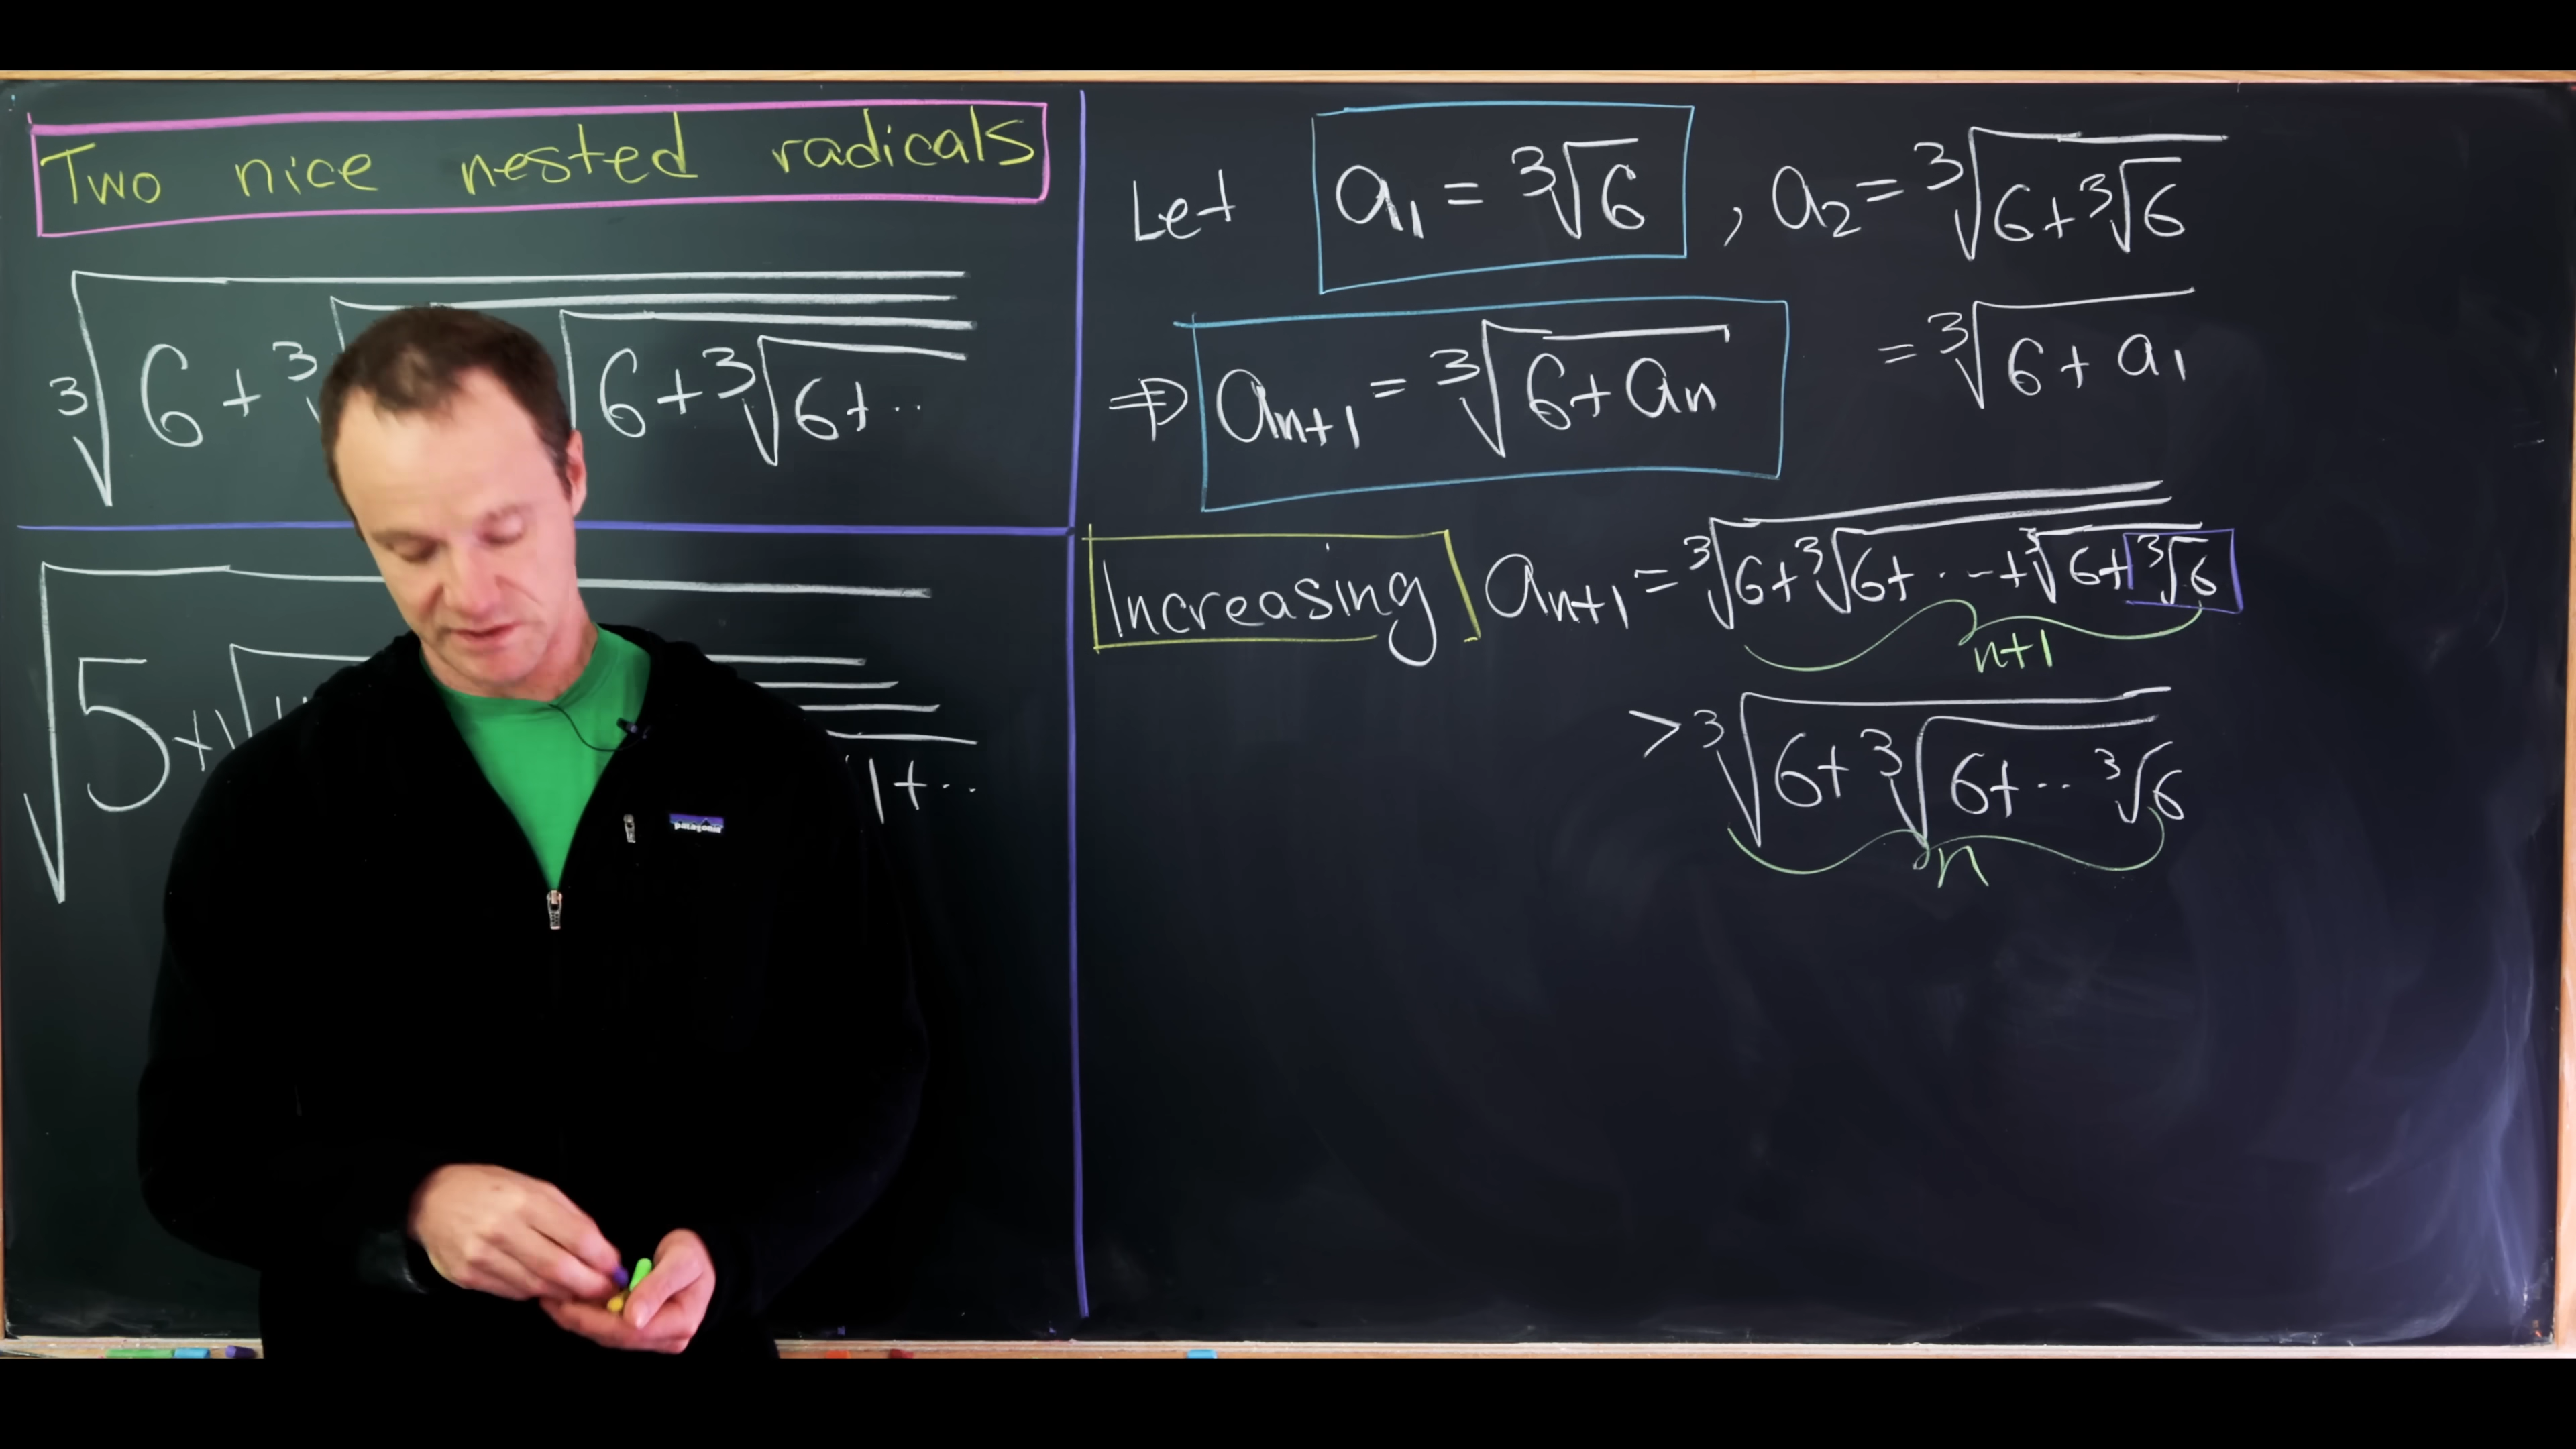 Two nice nested radicals
∛6+∛ 6+∛6+..
√5+√ 1+..
Let a₁ = ∛6 , a₂ = ∛6+∛6
= ∛6+a₁
⇒ aₙ₊₁ = ∛6+aₙ
Increasing aₙ₊₁ = ∛6+∛6+···+∛6+∛6
n+1
> ∛6+∛6+··∛6
n
patagonia